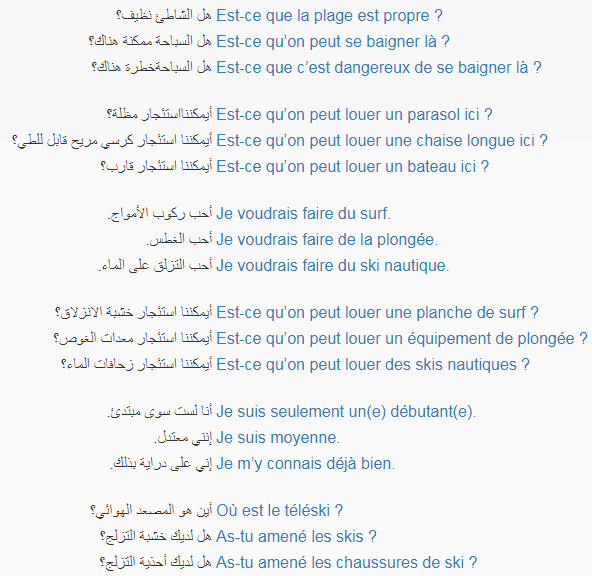 هل الشاطئ نظيف؟ Est-ce que la plage est propre ?
هل السباحة ممكنة هناك؟ Est-ce qu’on peut se baigner là ?
هل السباحةخطرة هناك؟ Est-ce que c’est dangereux de se baigner là ?
أيمكننااستئجار مظلة؟ Est-ce qu’on peut louer un parasol ici ?
أيمكننا استئجار كرسي مريح قابل للطي؟ Est-ce qu’on peut louer une chaise longue ici ?
أيمكننا استئجار قارب؟ Est-ce qu’on peut louer un bateau ici ?
أحب ركوب الأمواج. Je voudrais faire du surf.
أحب الغطس. Je voudrais faire de la plongée.
أحب التزلق على الماء. Je voudrais faire du ski nautique.
أيمكننا استئجار خشبة الانزلاق؟ Est-ce qu’on peut louer une planche de surf ?
أيمكننا استئجار معدات الغوص؟ Est-ce qu’on peut louer un équipement de plongée ?
أيمكننا استئجار زحافات الماء؟ Est-ce qu’on peut louer des skis nautiques ?
أنا لست سوى مبتدئ. Je suis seulement un(e) débutant(e).
إنني معتدل. Je suis moyenne.
إني على دراية بذلك. Je m’y connais déjà bien.
أين هو المصعد الهوائي؟ Où est le téléski ?
هل لديك خشبة التزلج؟ As-tu amené les skis ?
هل لديك أحذية التزلج؟ As-tu amené les chaussures de ski ?